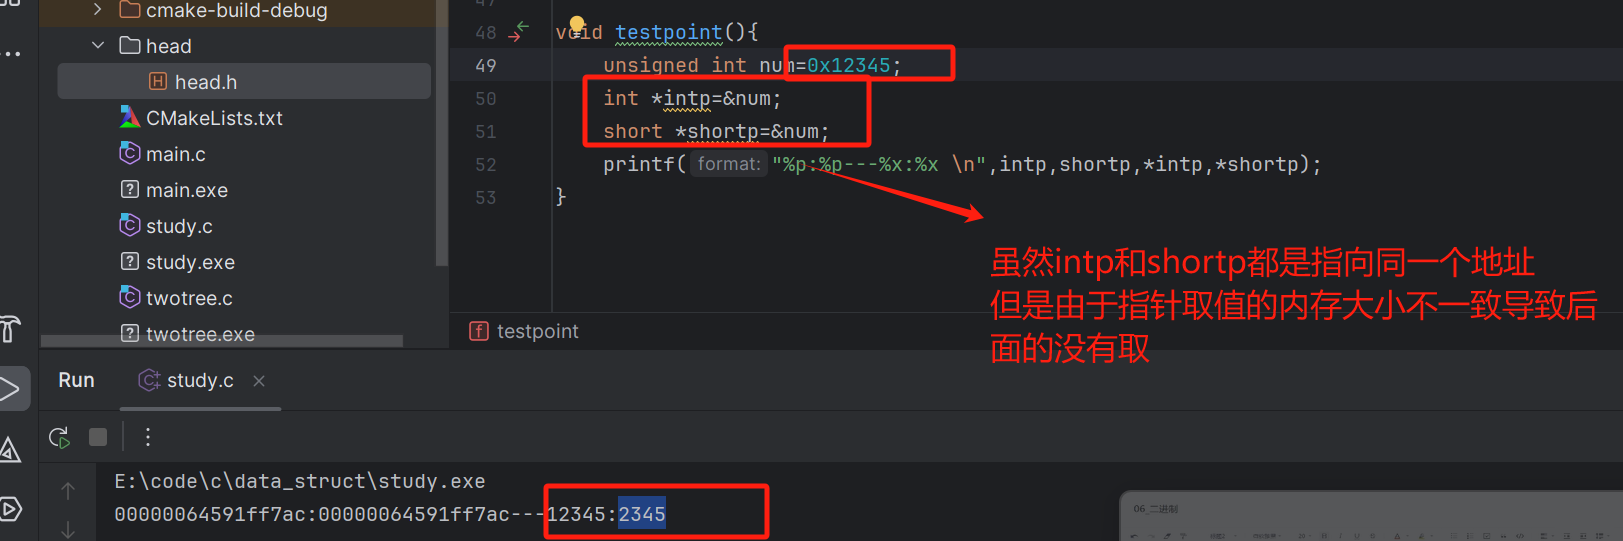 cmake-build-debug
head
head.h
CMakeLists.txt
main.c
main.exe
study.c
study.exe
twotree.c
twotree.exe
47
48 void testpoint(){
49 unsigned int num=0x12345;
50 int *intp=&num;
51 short *shortp=&num;
52 printf( format: "%p:%p---%x:%x \n",intp,shortp,*intp,*shortp);
53 }
虽然intp和shortp都是指向同一个地址
但是由于指针取值的内存大小不一致导致后
面的没有取
testpoint
Run study.c
E:\code\c\data_struct\study.exe
00000064591ff7ac:00000064591ff7ac---12345:2345
06_二进制